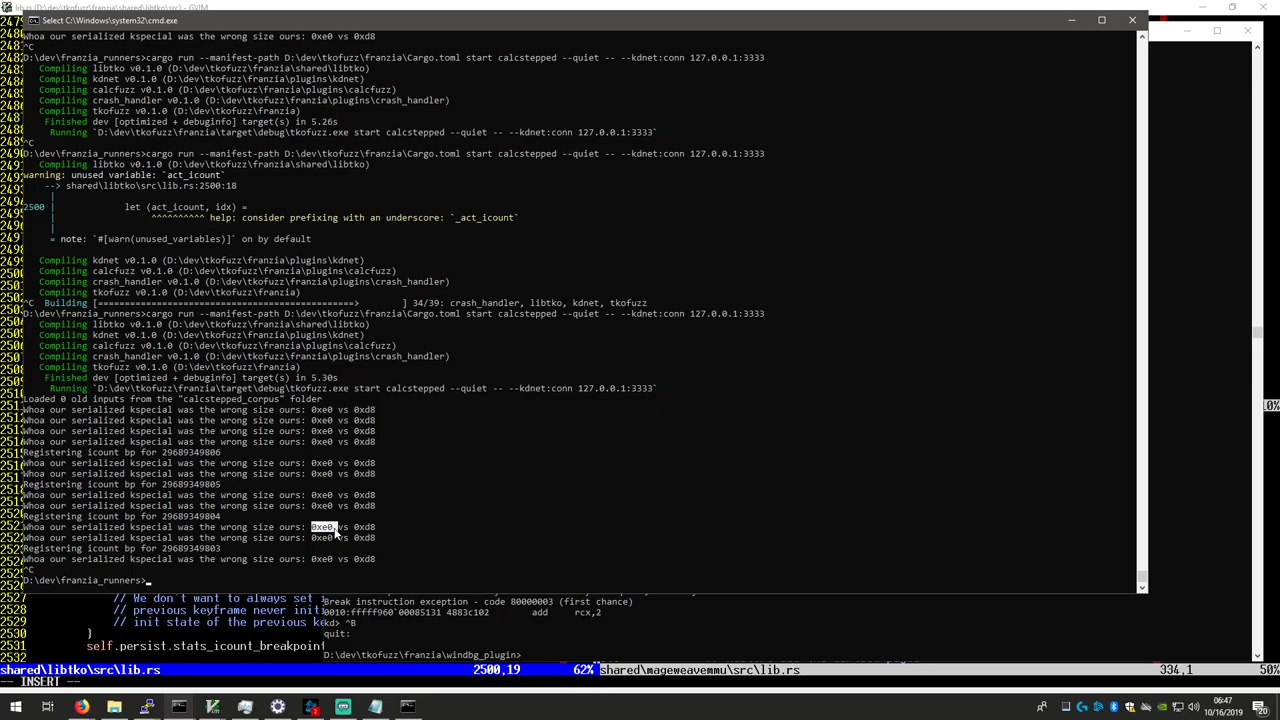 lib.rs (D:\dev\tkofuzz\franzia\shared\libtko\src) - GVIM
Select C:\Windows\system32\cmd.exe
Whoa our serialized kspecial was the wrong size ours: 0xe0 vs 0xd8
^C
D:\dev\franzia_runners>cargo run --manifest-path D:\dev\tkofuzz\franzia\Cargo.toml start calcstepped --quiet -- --kdnet:conn 127.0.0.1:3333
Compiling libtko v0.1.0 (D:\dev\tkofuzz\franzia\shared\libtko)
Compiling kdnet v0.1.0 (D:\dev\tkofuzz\franzia\plugins\kdnet)
Compiling calcfuzz v0.1.0 (D:\dev\tkofuzz\franzia\plugins\calcfuzz)
Compiling crash_handler v0.1.0 (D:\dev\tkofuzz\franzia\plugins\crash_handler)
Compiling tkofuzz v0.1.0 (D:\dev\tkofuzz\franzia)
Finished dev [optimized + debuginfo] target(s) in 5.26s
Running `D:\dev\tkofuzz\franzia\target\debug\tkofuzz.exe start calcstepped --quiet -- --kdnet:conn 127.0.0.1:3333`
^C
D:\dev\franzia_runners>cargo run --manifest-path D:\dev\tkofuzz\franzia\Cargo.toml start calcstepped --quiet -- --kdnet:conn 127.0.0.1:3333
Compiling libtko v0.1.0 (D:\dev\tkofuzz\franzia\shared\libtko)
warning: unused variable: `act_icount`
--> shared\libtko\src\lib.rs:2500:18
|
2500 | let (act_icount, idx) =
| ^^^^^^^^^^ help: consider prefixing with an underscore: `_act_icount`
|
= note: `#[warn(unused_variables)]` on by default
Compiling kdnet v0.1.0 (D:\dev\tkofuzz\franzia\plugins\kdnet)
Compiling calcfuzz v0.1.0 (D:\dev\tkofuzz\franzia\plugins\calcfuzz)
Compiling crash_handler v0.1.0 (D:\dev\tkofuzz\franzia\plugins\crash_handler)
Compiling tkofuzz v0.1.0 (D:\dev\tkofuzz\franzia)
^C Building [==============================================> ] 34/39: crash_handler, libtko, kdnet, tkofuzz
D:\dev\franzia_runners>cargo run --manifest-path D:\dev\tkofuzz\franzia\Cargo.toml start calcstepped --quiet -- --kdnet:conn 127.0.0.1:3333
Compiling libtko v0.1.0 (D:\dev\tkofuzz\franzia\shared\libtko)
Compiling kdnet v0.1.0 (D:\dev\tkofuzz\franzia\plugins\kdnet)
Compiling calcfuzz v0.1.0 (D:\dev\tkofuzz\franzia\plugins\calcfuzz)
Compiling crash_handler v0.1.0 (D:\dev\tkofuzz\franzia\plugins\crash_handler)
Compiling tkofuzz v0.1.0 (D:\dev\tkofuzz\franzia)
Finished dev [optimized + debuginfo] target(s) in 5.30s
Running `D:\dev\tkofuzz\franzia\target\debug\tkofuzz.exe start calcstepped --quiet -- --kdnet:conn 127.0.0.1:3333`
Loaded 0 old inputs from the "calcstepped_corpus" folder
Whoa our serialized kspecial was the wrong size ours: 0xe0 vs 0xd8
Whoa our serialized kspecial was the wrong size ours: 0xe0 vs 0xd8
Whoa our serialized kspecial was the wrong size ours: 0xe0 vs 0xd8
Whoa our serialized kspecial was the wrong size ours: 0xe0 vs 0xd8
Registering icount bp for 29689349806
Whoa our serialized kspecial was the wrong size ours: 0xe0 vs 0xd8
Whoa our serialized kspecial was the wrong size ours: 0xe0 vs 0xd8
Registering icount bp for 29689349805
Whoa our serialized kspecial was the wrong size ours: 0xe0 vs 0xd8
Whoa our serialized kspecial was the wrong size ours: 0xe0 vs 0xd8
Registering icount bp for 29689349804
Whoa our serialized kspecial was the wrong size ours: 0xe0 vs 0xd8
Whoa our serialized kspecial was the wrong size ours: 0xe0 vs 0xd8
Registering icount bp for 29689349803
Whoa our serialized kspecial was the wrong size ours: 0xe0 vs 0xd8
^C
D:\dev\franzia_runners>
2527 // We don't want to always set
2528 // previous keyframe never init
2529 // init state of the previous ke
2530 }
2531 self.persist.stats_icount_breakpoint
2532
Break instruction exception - code 80000003 (first chance)
0010:fffff960`00085131 4883c102 add rcx,2
kd> ^B
quit:
D:\dev\tkofuzz\franzia\windbg_plugin>
shared\libtko\src\lib.rs 2500,19 62% shared\mageweavemmu\src\lib.rs 334,1 50%
-- INSERT --
06:47
10/16/2019
20